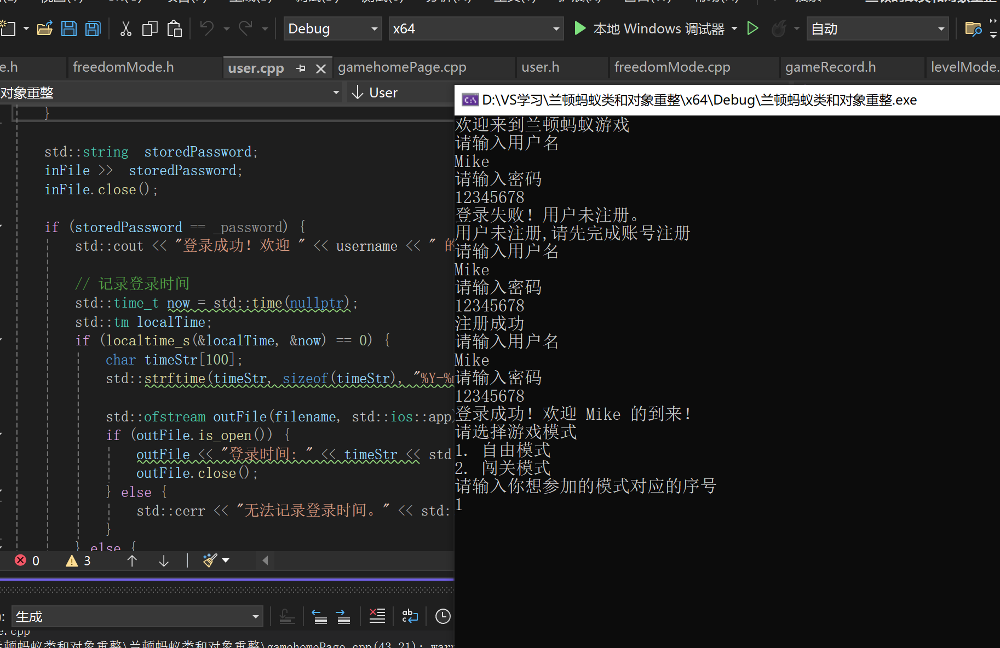 Debug
x64
本地 Windows 调试器
自动
e.h
freedomMode.h
user.cpp
gamehomePage.cpp
user.h
freedomMode.cpp
gameRecord.h
levelMode.
对象重整
User
}
std::string  storedPassword;
inFile >>  storedPassword;
inFile.close();
if (storedPassword == _password) {
std::cout << "登录成功！欢迎 " << username << " 的
// 记录登录时间
std::time_t now = std::time(nullptr);
std::tm localTime;
if (localtime_s(&localTime, &now) == 0) {
char timeStr[100];
std::strftime(timeStr, sizeof(timeStr), "%Y-%
std::ofstream outFile(filename, std::ios::app)
if (outFile.is_open()) {
outFile << "登录时间: " << timeStr << std
outFile.close();
} else {
std::cerr << "无法记录登录时间。" << std:
}
} else {
0
3
生成
e.cpp
顿蚂蚁类和对象重整\兰顿蚂蚁类和对象重整\gamehomePage.cpp(43,21): warn
D:\VS学习\兰顿蚂蚁类和对象重整\x64\Debug\兰顿蚂蚁类和对象重整.exe
欢迎来到兰顿蚂蚁游戏
请输入用户名
Mike
请输入密码
12345678
登录失败！用户未注册。
用户未注册,请先完成账号注册
请输入用户名
Mike
请输入密码
12345678
注册成功
请输入用户名
Mike
请输入密码
12345678
登录成功！欢迎 Mike 的到来！
请选择游戏模式
1. 自由模式
2. 闯关模式
请输入你想参加的模式对应的序号
1